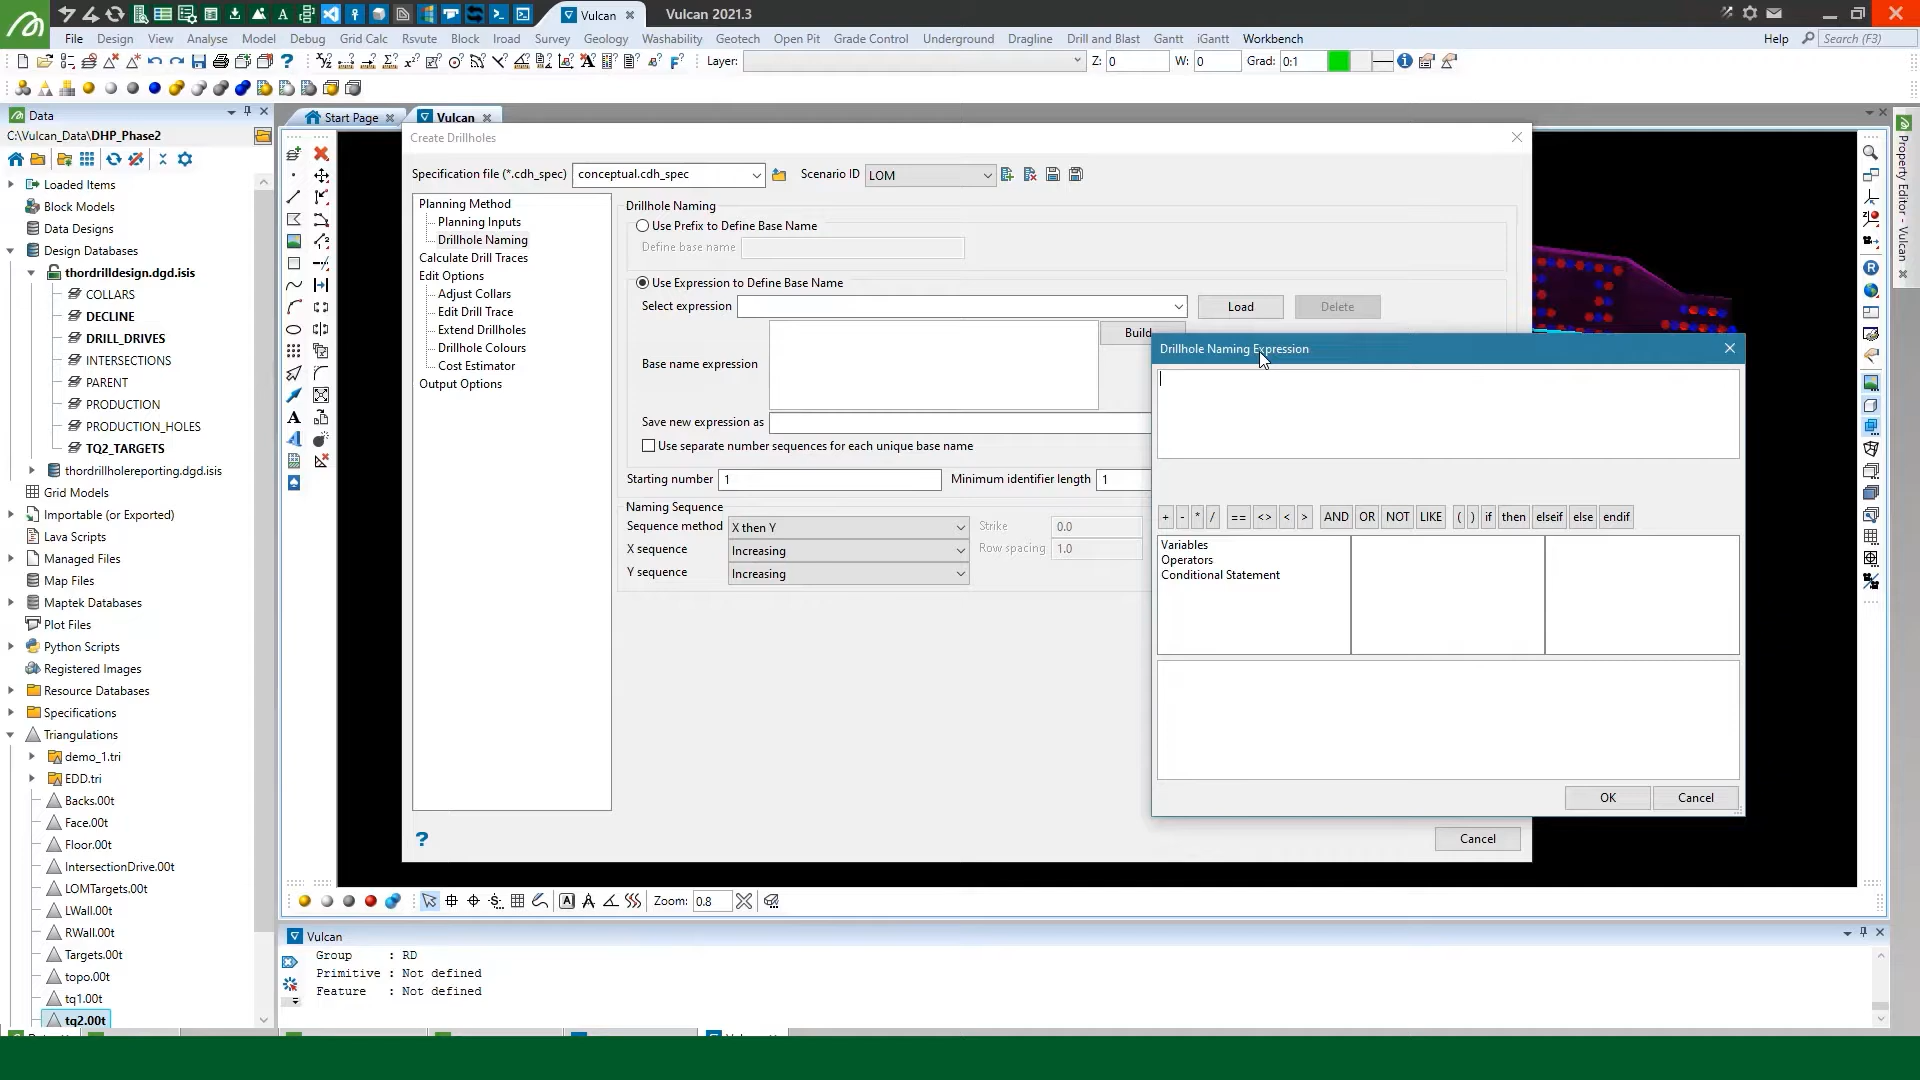 Vulcan
Vulcan 2021.3
File Design View Analyse Model Debug Grid Calc Rsvute Block Iroad Survey Geology Washability Geotech Open Pit Grade Control Underground Dragline Drill and Blast Gantt iGantt Workbench Help Search (F3)
Layer: Z: 0 W: 0 Grad: 0:1
Data
C:\Vulcan_Data\DHP_Phase2
Loaded Items
Block Models
Data Designs
Design Databases
thordrilldesign.dgd.isis
COLLARS
DECLINE
DRILL_DRIVES
INTERSECTIONS
PARENT
PRODUCTION
PRODUCTION_HOLES
TQ2_TARGETS
thordrillholereporting.dgd.isis
Grid Models
Importable (or Exported)
Lava Scripts
Managed Files
Map Files
Maptek Databases
Plot Files
Python Scripts
Registered Images
Resource Databases
Specifications
Triangulations
demo_1.tri
EDD.tri
Backs.00t
Face.00t
Floor.00t
IntersectionDrive.00t
LOMTargets.00t
LWall.00t
RWall.00t
Targets.00t
topo.00t
tq1.00t
tq2.00t
Start Page
Vulcan
Create Drillholes
Specification file (*.cdh_spec) conceptual.cdh_spec Scenario ID LOM
Planning Method
Planning Inputs
Drillhole Naming
Calculate Drill Traces
Edit Options
Adjust Collars
Edit Drill Trace
Extend Drillholes
Drillhole Colours
Cost Estimator
Output Options
Drillhole Naming
Use Prefix to Define Base Name
Define base name
Use Expression to Define Base Name
Select expression Load Delete
Build
Base name expression
Save new expression as
Use separate number sequences for each unique base name
Starting number 1 Minimum identifier length 1
Naming Sequence
Sequence method X then Y Strike 0.0
X sequence Increasing Row spacing 1.0
Y sequence Increasing
? Cancel
Drillhole Naming Expression
+ - * / == <> < > AND OR NOT LIKE ( ) if then elseif else endif
Variables
Operators
Conditional Statement
OK Cancel
Zoom: 0.8
Vulcan
Group : RD
Primitive : Not defined
Feature : Not defined
Property Editor - Vulcan